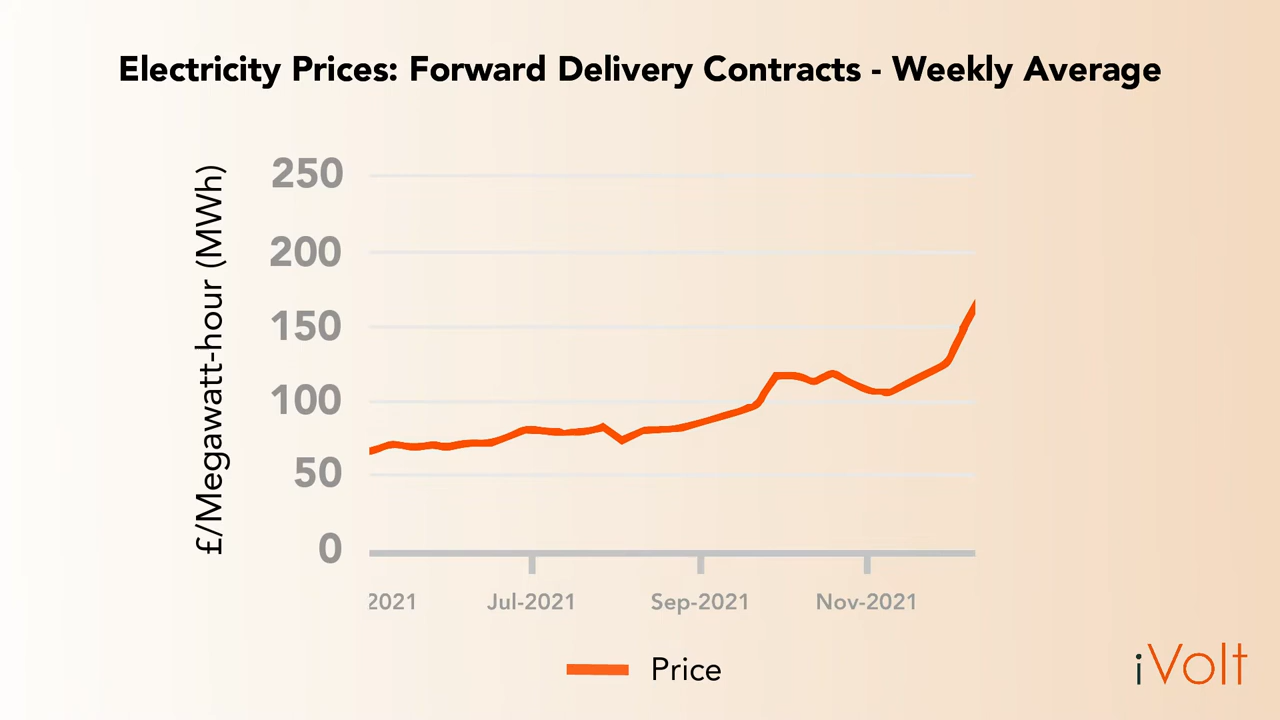 Electricity Prices: Forward Delivery Contracts - Weekly Average
£/Megawatt-hour (MWh)
250
200
150
100
50
0
2021
Jul-2021
Sep-2021
Nov-2021
Price
iVolt